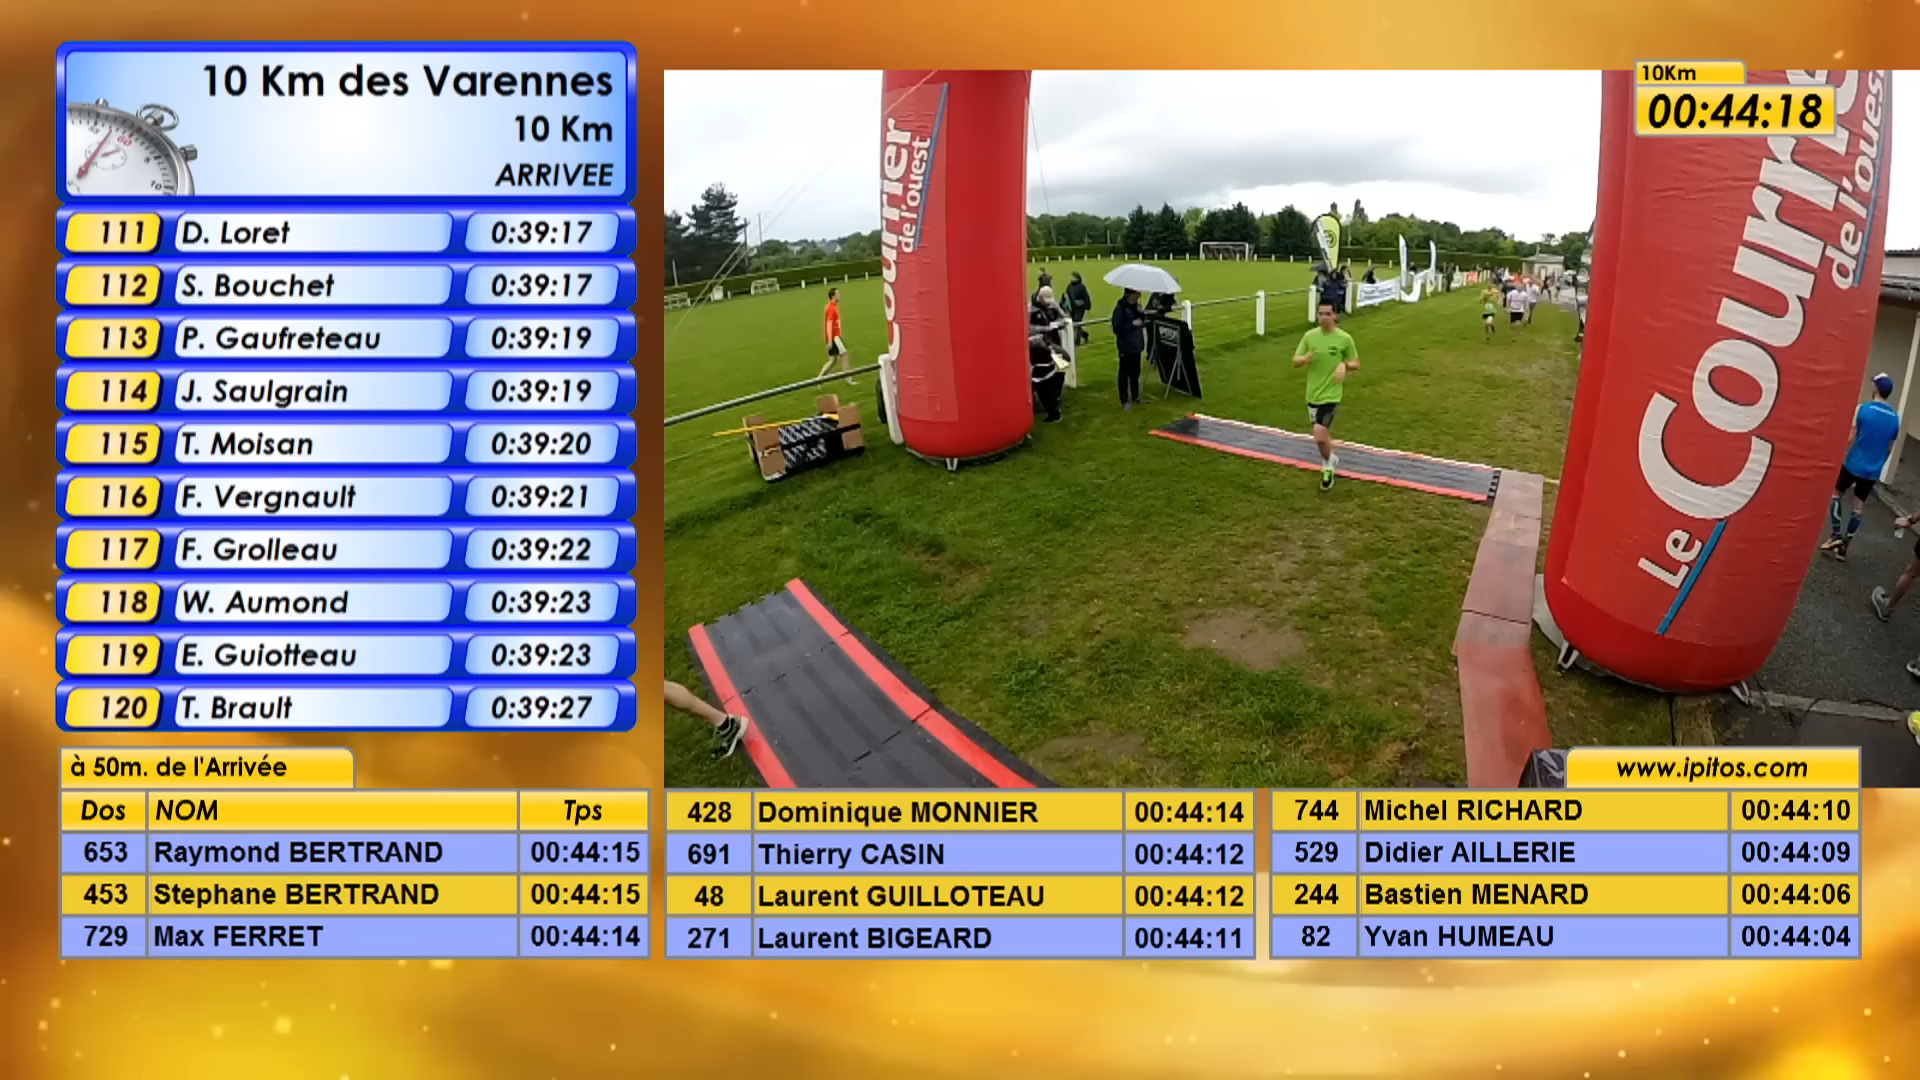 10 Km des Varennes
10 Km
ARRIVEE
111 D. Loret 0:39:17
112 S. Bouchet 0:39:17
113 P. Gaufreteau 0:39:19
114 J. Saulgrain 0:39:19
115 T. Moisan 0:39:20
116 F. Vergnault 0:39:21
117 F. Grolleau 0:39:22
118 W. Aumond 0:39:23
119 E. Guiotteau 0:39:23
120 T. Brault 0:39:27
10Km
00:44:18
Courrier
de l'ouest
Le Courrier
de l'ouest
www.ipitos.com
à 50m. de l'Arrivée
Dos NOM Tps
653 Raymond BERTRAND 00:44:15
453 Stephane BERTRAND 00:44:15
729 Max FERRET 00:44:14
428 Dominique MONNIER 00:44:14
691 Thierry CASIN 00:44:12
48 Laurent GUILLOTEAU 00:44:12
271 Laurent BIGEARD 00:44:11
744 Michel RICHARD 00:44:10
529 Didier AILLERIE 00:44:09
244 Bastien MENARD 00:44:06
82 Yvan HUMEAU 00:44:04